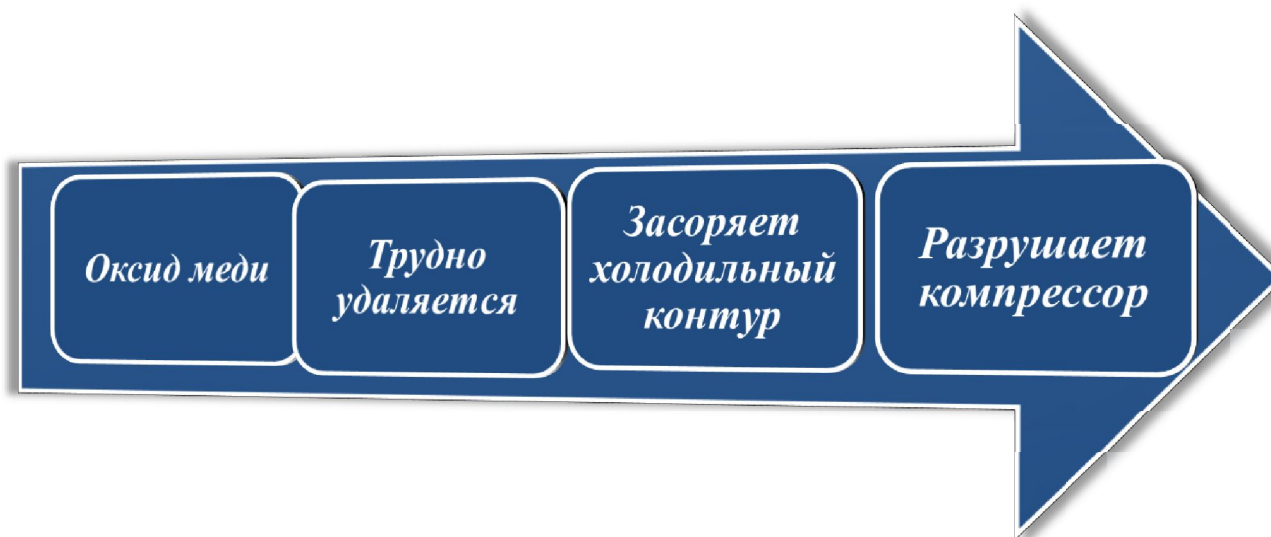 Оксид меди
Трудно
удаляется
Засоряет
холодильный
контур
Разрушает
компрессор